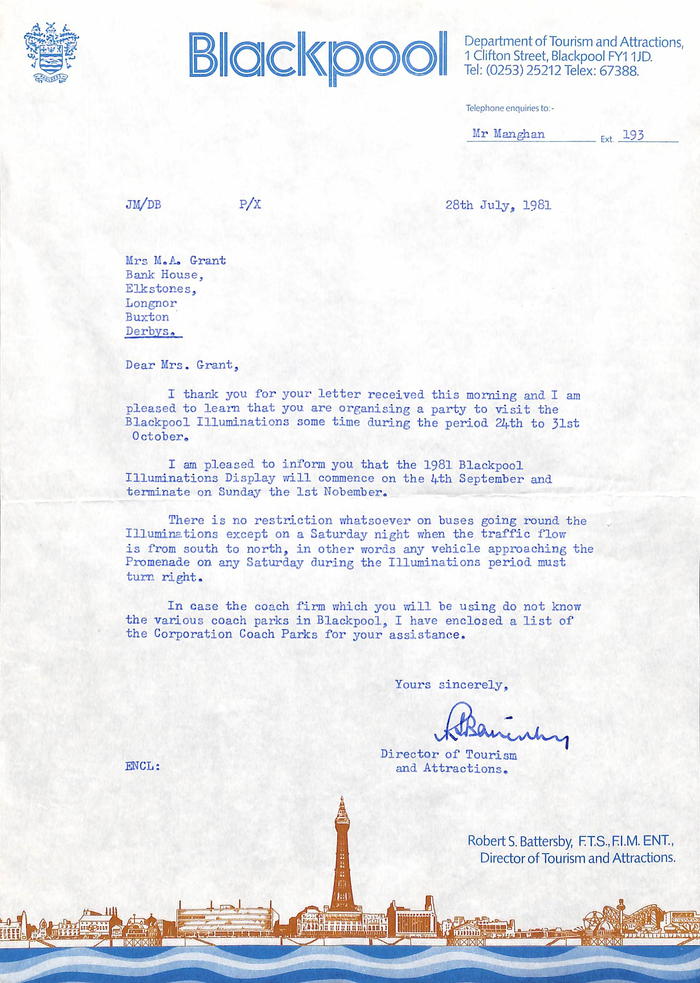 Blackpool
Department of Tourism and Attractions,
1 Clifton Street, Blackpool FY1 1JD.
Tel: (0253) 25212 Telex: 67388.
Telephone enquiries to:-
Mr Manghan Ext. 193
JM/DB P/X 28th July, 1981
Mrs M.A. Grant
Bank House,
Elkstones,
Longnor
Buxton
Derbys.
Dear Mrs. Grant,
I thank you for your letter received this morning and I am
pleased to learn that you are organising a party to visit the
Blackpool Illuminations some time during the period 24th to 31st
October.
I am pleased to inform you that the 1981 Blackpool
Illuminations Display will commence on the 4th September and
terminate on Sunday the 1st Nobember.
There is no restriction whatsoever on buses going round the
Illuminations except on a Saturday night when the traffic flow
is from south to north, in other words any vehicle approaching the
Promenade on any Saturday during the Illuminations period must
turn right.
In case the coach firm which you will be using do not know
the various coach parks in Blackpool, I have enclosed a list of
the Corporation Coach Parks for your assistance.
Yours sincerely,
Director of Tourism
and Attractions.
ENCL:
Robert S. Battersby, F.T.S., F.I.M. ENT.,
Director of Tourism and Attractions.